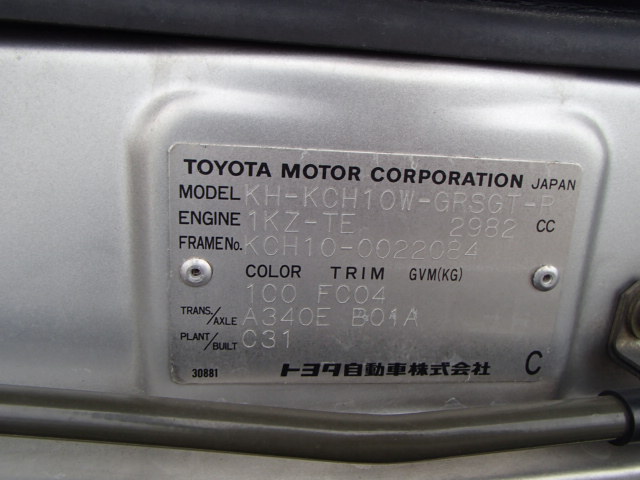 TOYOTA MOTOR CORPORATION JAPAN
MODEL KH-KCH10W-GRSGT-R
ENGINE 1KZ-TE 2982 CC
FRAME No. KCH10-0022084
COLOR TRIM GVM(KG)
1C0 FC04
TRANS./AXLE A340E B01A
PLANT/BUILT C31
30881 トヨタ自動車株式会社 C